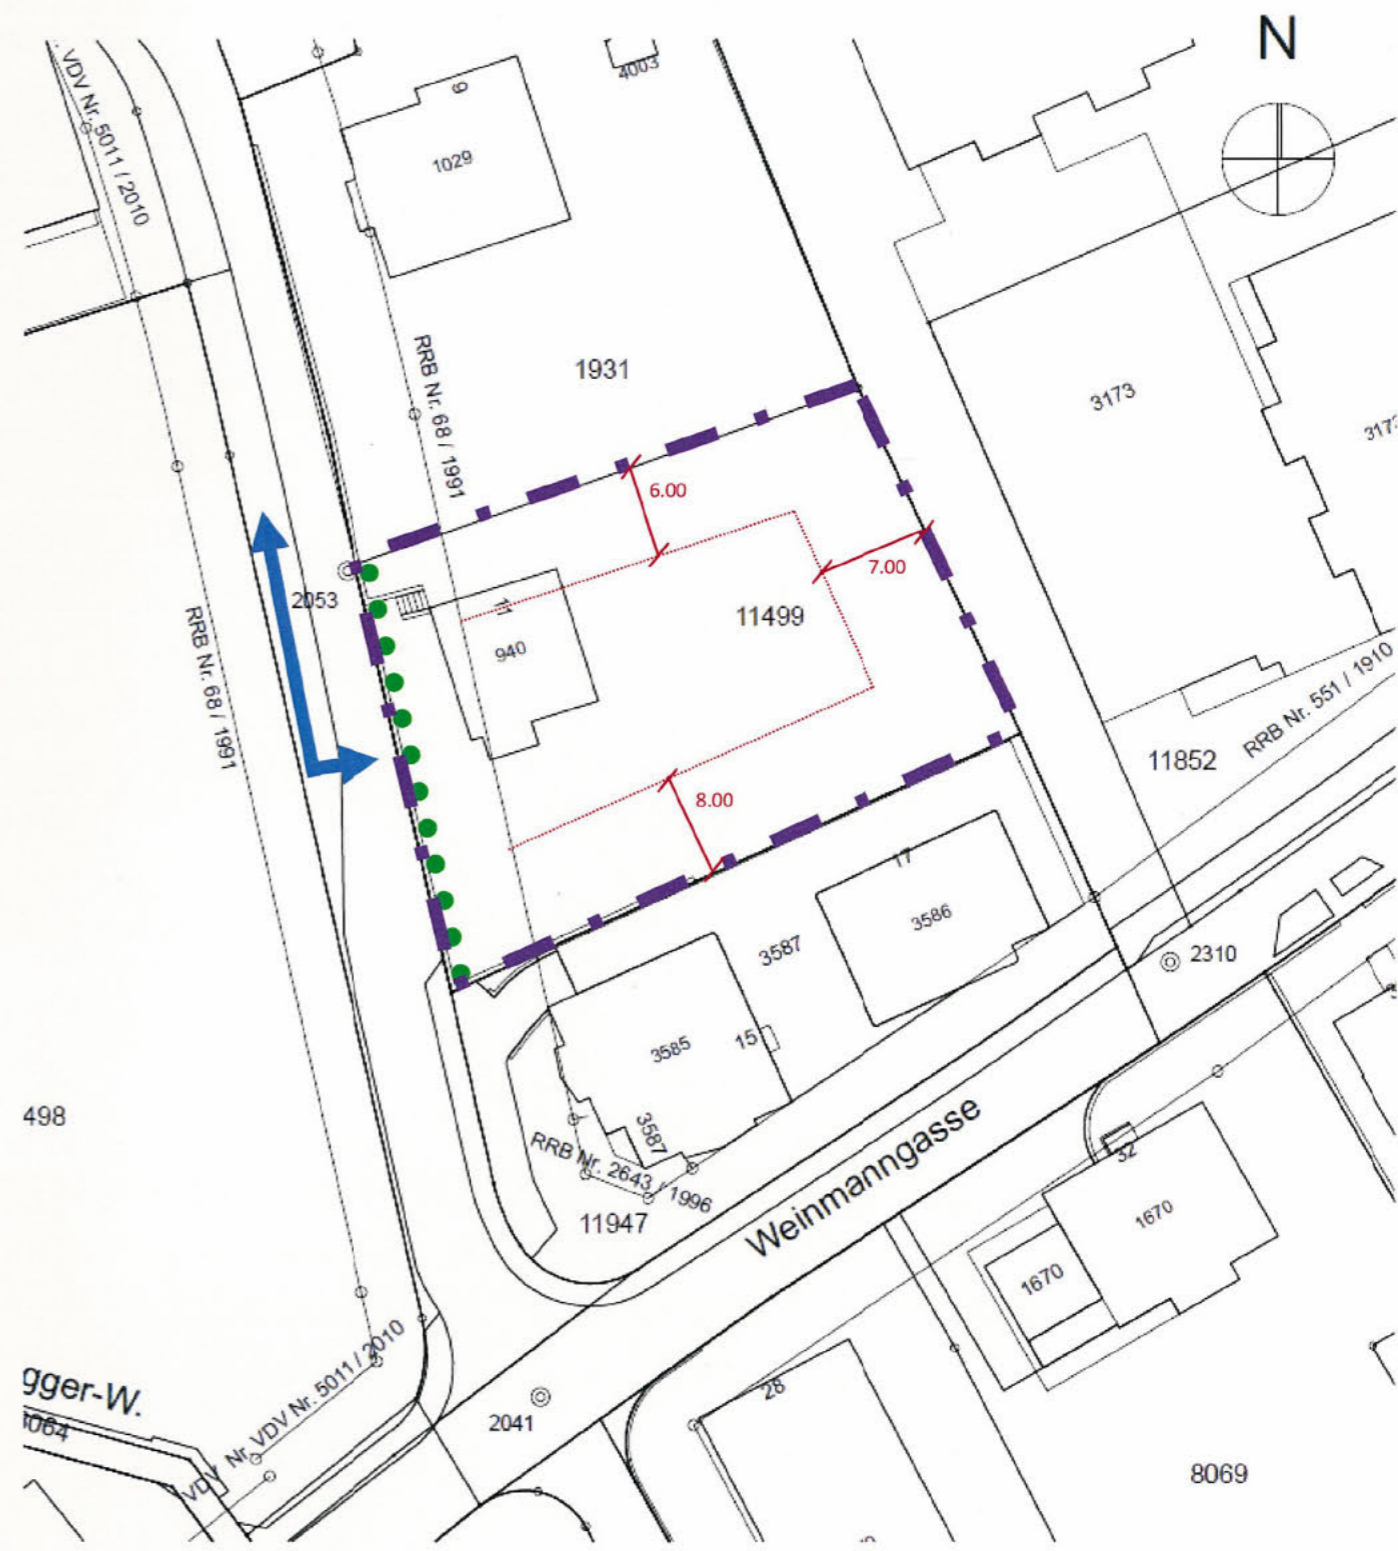 N
VDV Nr. 5011 / 2010
9
4003
1029
RRB Nr. 68 / 1991
1931
3173
6.00
7.00
2053
11
940
11499
RRB Nr. 68 / 1991
RRB Nr. 551 / 1910
11852
8.00
17
3586
3587
2310
3585
15
498
3587
RRB Nr. 2643 / 1996
11947
Weinmanngasse
32
1670
1670
VDV Nr. 5011 / 2010
gger-W.
VDV Nr.
28
2041
8069